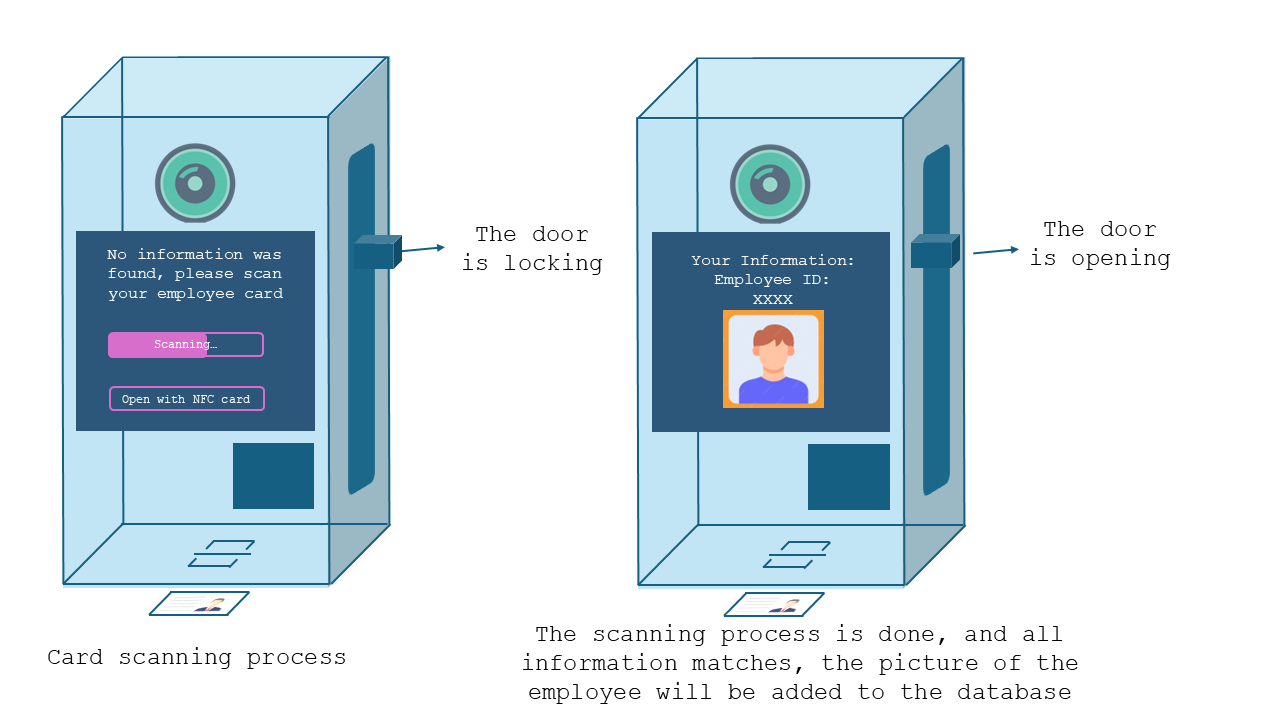 No information was
found, please scan
your employee card
Scanning…
Open with NFC card
The door
is locking
Card scanning process
Your Information:
Employee ID:
XXXX
The door
is opening
The scanning process is done, and all
information matches, the picture of the
employee will be added to the database